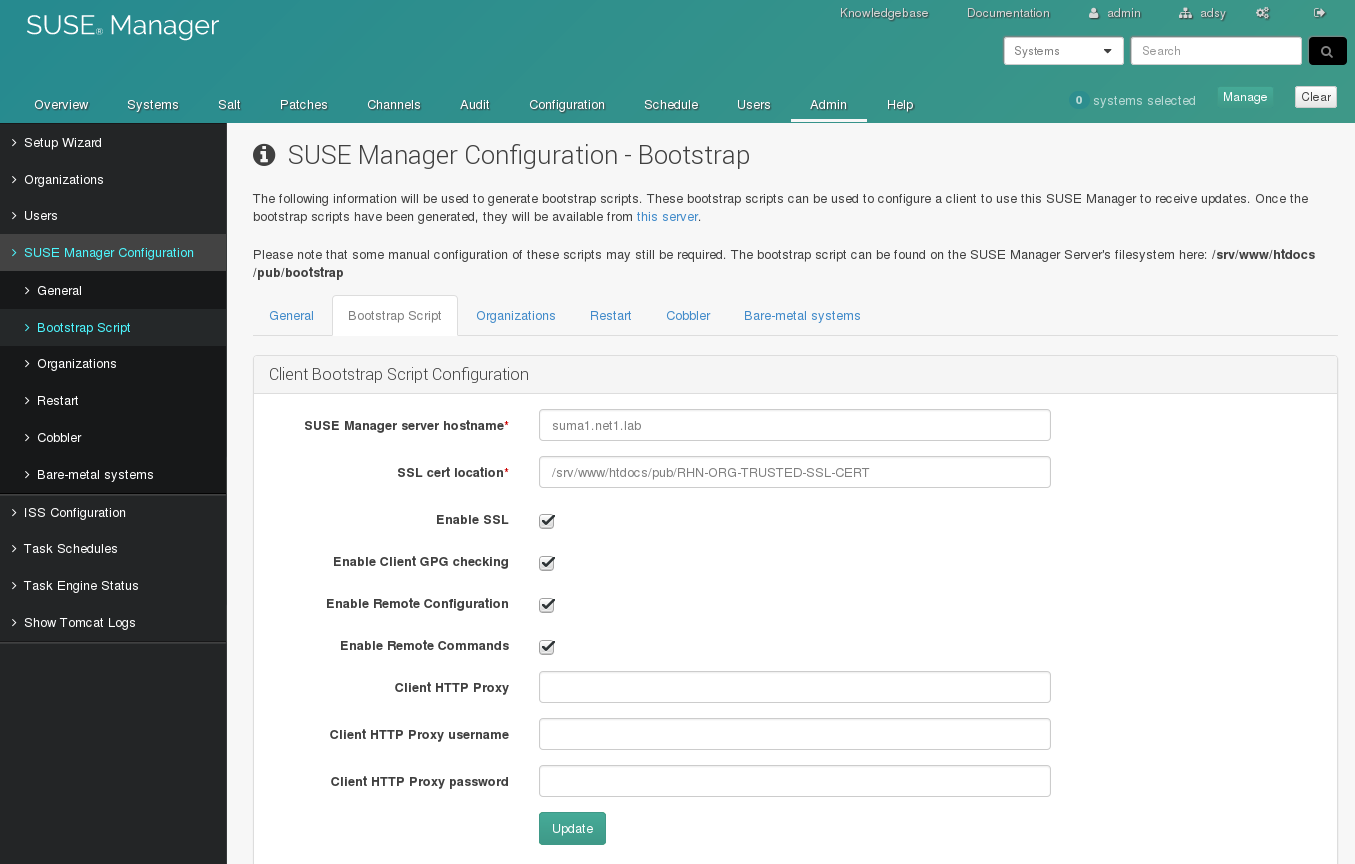 SUSE® Manager
Knowledgebase Documentation admin adsy
Systems Search
Overview Systems Salt Patches Channels Audit Configuration Schedule Users Admin Help
0 systems selected Manage Clear
Setup Wizard
Organizations
Users
SUSE Manager Configuration
General
Bootstrap Script
Organizations
Restart
Cobbler
Bare-metal systems
ISS Configuration
Task Schedules
Task Engine Status
Show Tomcat Logs
SUSE Manager Configuration - Bootstrap
The following information will be used to generate bootstrap scripts. These bootstrap scripts can be used to configure a client to use this SUSE Manager to receive updates. Once the
bootstrap scripts have been generated, they will be available from this server.
Please note that some manual configuration of these scripts may still be required. The bootstrap script can be found on the SUSE Manager Server's filesystem here: /srv/www/htdocs
/pub/bootstrap
General Bootstrap Script Organizations Restart Cobbler Bare-metal systems
Client Bootstrap Script Configuration
SUSE Manager server hostname* suma1.net1.lab
SSL cert location* /srv/www/htdocs/pub/RHN-ORG-TRUSTED-SSL-CERT
Enable SSL
Enable Client GPG checking
Enable Remote Configuration
Enable Remote Commands
Client HTTP Proxy
Client HTTP Proxy username
Client HTTP Proxy password
Update